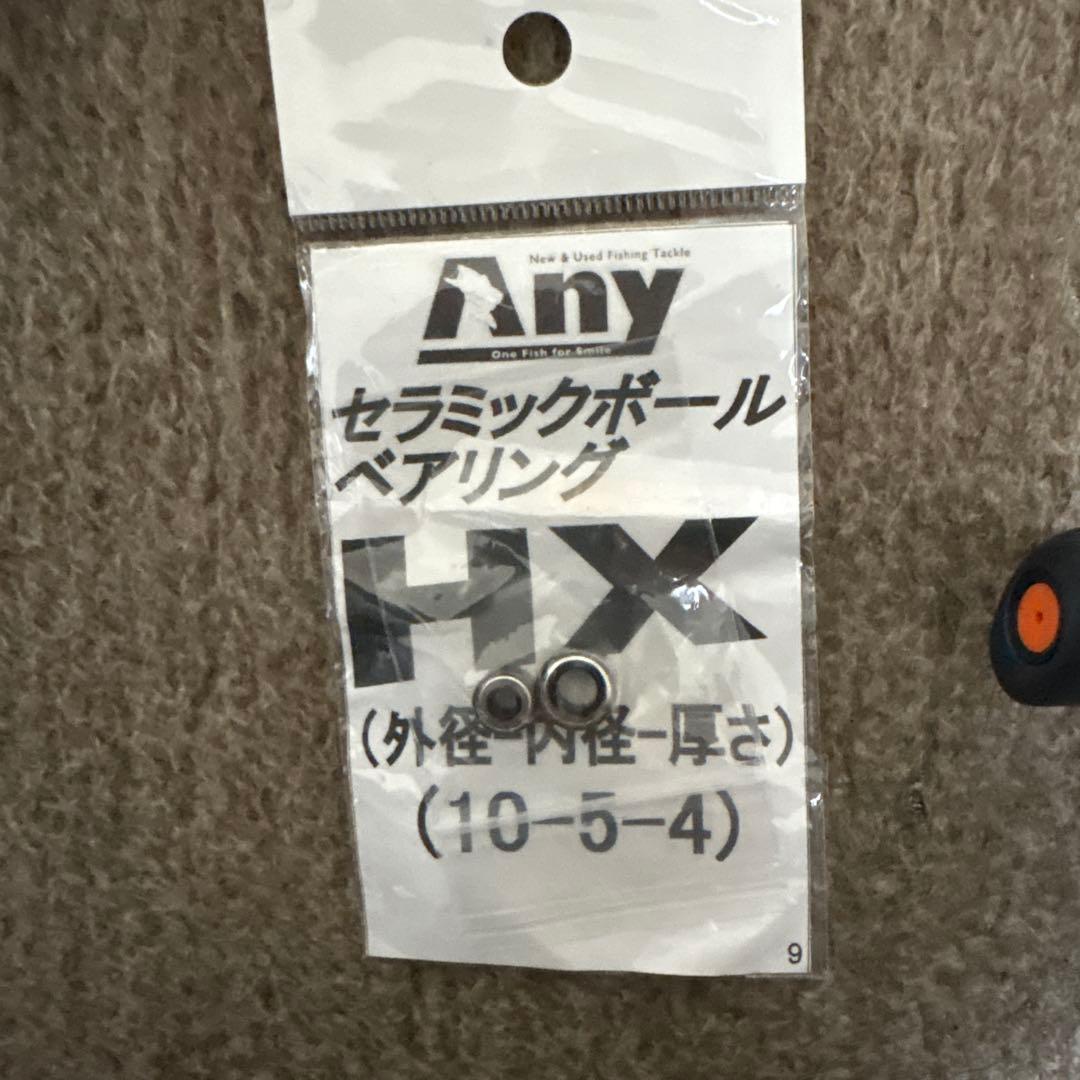 New & Used Fishing Tackle
Any
One Fish for Smile
セラミックボール
ベアリング
HX
(外径-内径-厚さ)
(10-5-4)
9